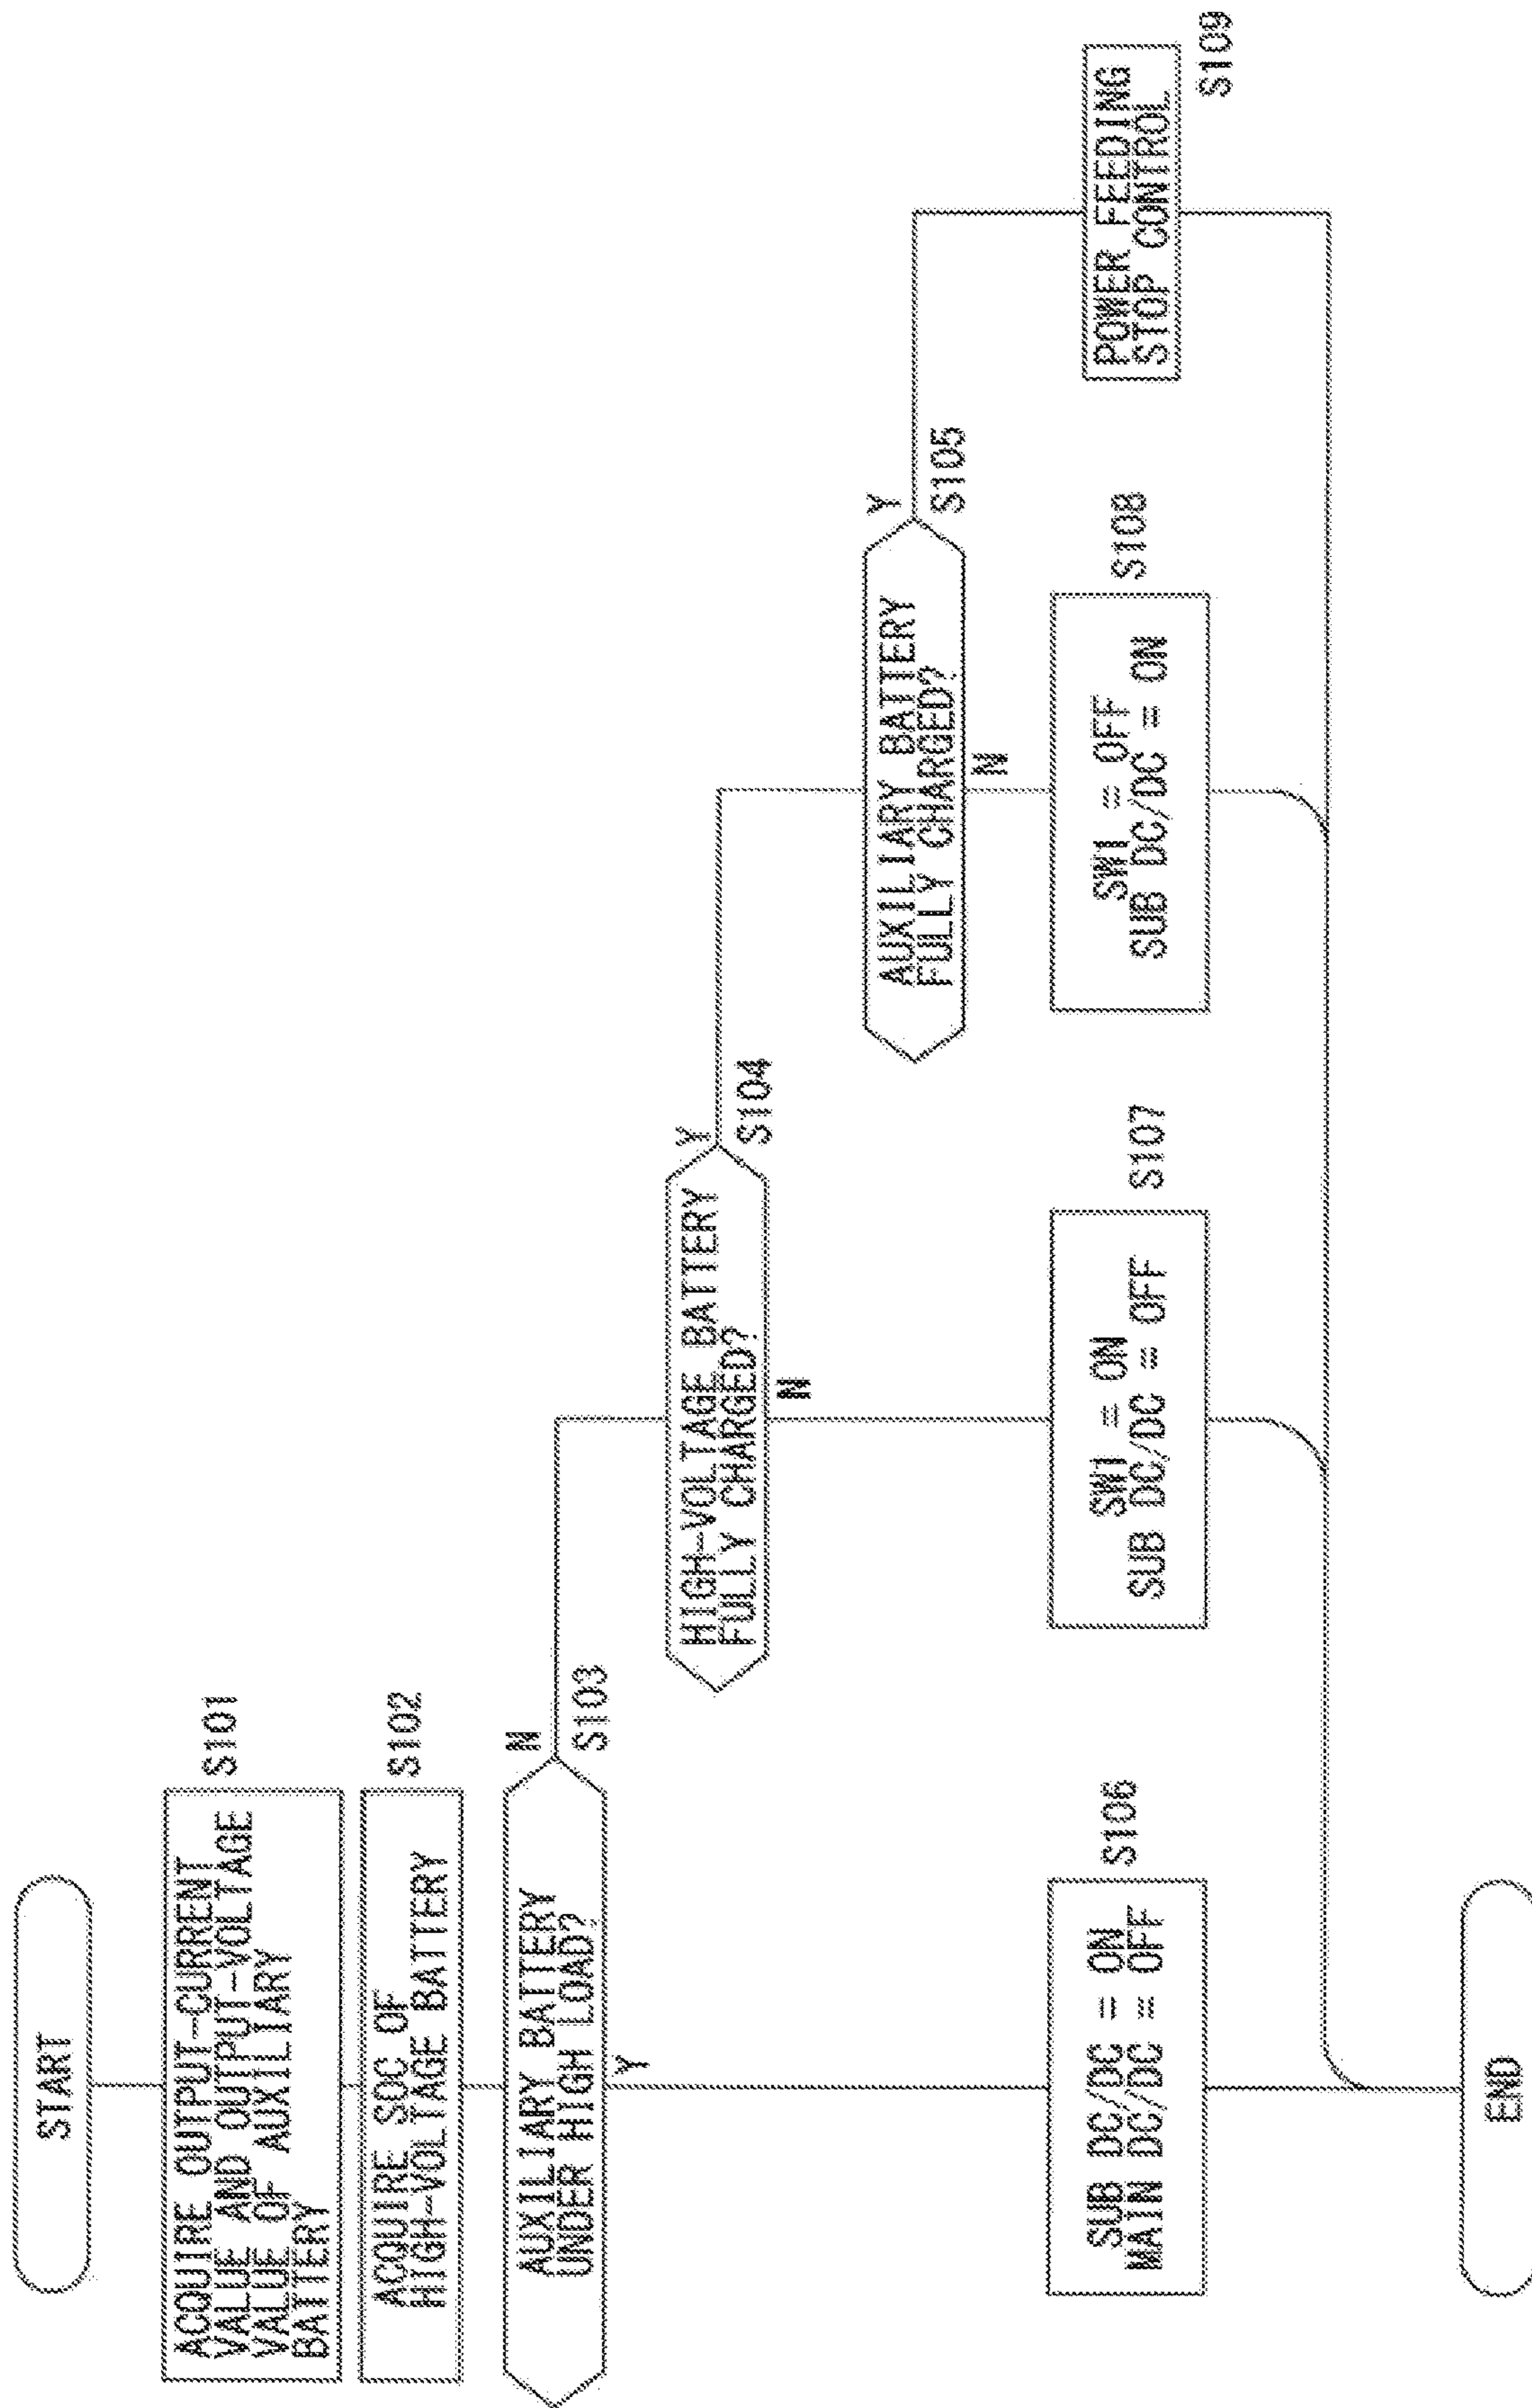 START
ACQUIRE OUTPUT-CURRENT
VALUE AND OUTPUT-VOLTAGE
VALUE OF AUXILIARY
BATTERY
S101
ACQUIRE SOC OF
HIGH-VOLTAGE BATTERY
S102
AUXILIARY BATTERY
UNDER HIGH LOAD?
N
S103
Y
HIGH-VOLTAGE BATTERY
FULLY CHARGED?
Y
S104
N
AUXILIARY BATTERY
FULLY CHARGED?
Y
S105
N
SUB DC/DC = ON
MAIN DC/DC = OFF
S106
SW1 = ON
SUB DC/DC = OFF
S107
SW1 = OFF
SUB DC/DC = ON
S108
POWER FEEDING
STOP CONTROL
S109
END